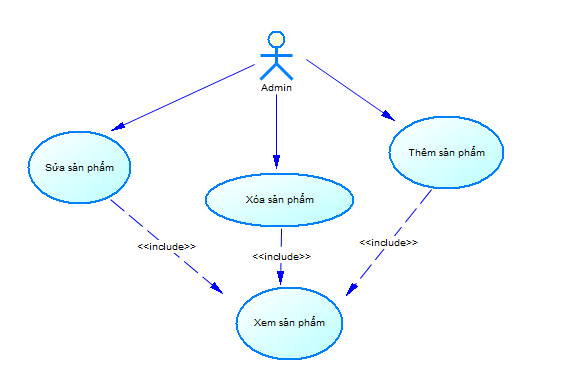 Admin
Sửa sản phẩm
Thêm sản phẩm
Xóa sản phẩm
<<include>>
<<include>>
<<include>>
Xem sản phẩm